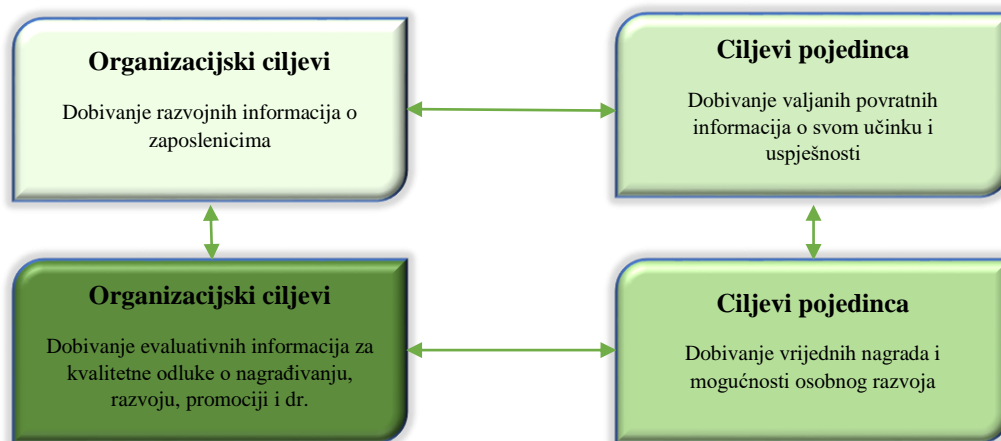 Organizacijski ciljevi
Dobivanje razvojnih informacija o
zaposlenicima
Ciljevi pojedinca
Dobivanje valjanih povratnih
informacija o svom učinku i
uspješnosti
Organizacijski ciljevi
Dobivanje evaluativnih informacija za
kvalitetne odluke o nagrađivanju,
razvoju, promociji i dr.
Ciljevi pojedinca
Dobivanje vrijednih nagrada i
mogućnosti osobnog razvoja